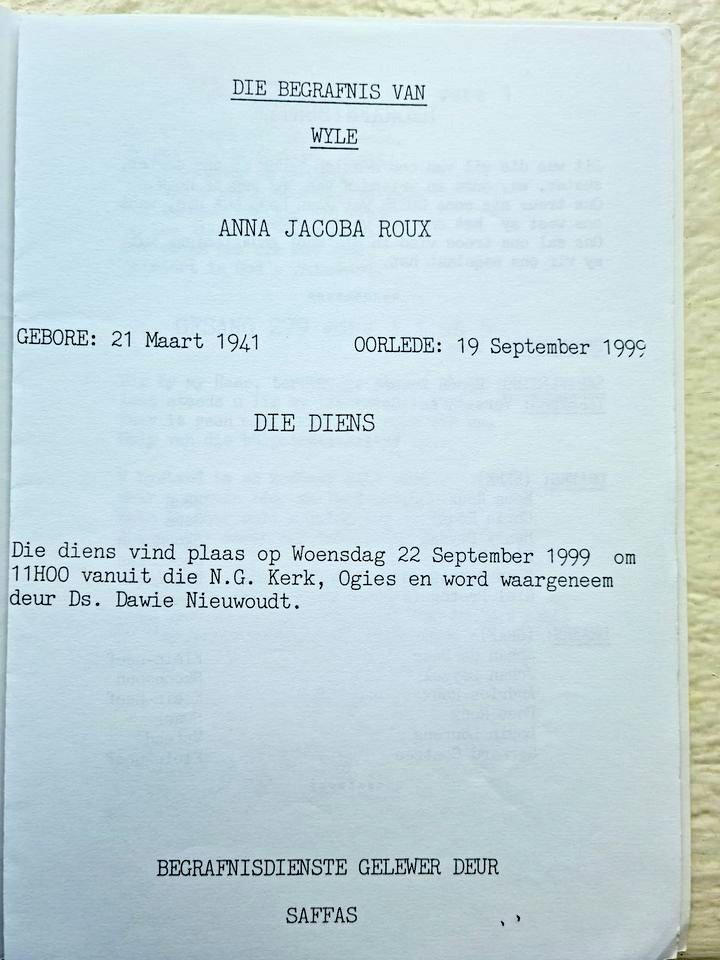 DIE BEGRAFNIS VAN
WYLE
ANNA JACOBA ROUX
GEBORE: 21 Maart 1941 OORLEDE: 19 September 1999
DIE DIENS
Die diens vind plaas op Woensdag 22 September 1999 om
11H00 vanuit die N.G. Kerk, Ogies en word waargeneem
deur Ds. Dawie Nieuwoudt.
BEGRAFNISDIENSTE GELEWER DEUR
SAFFAS